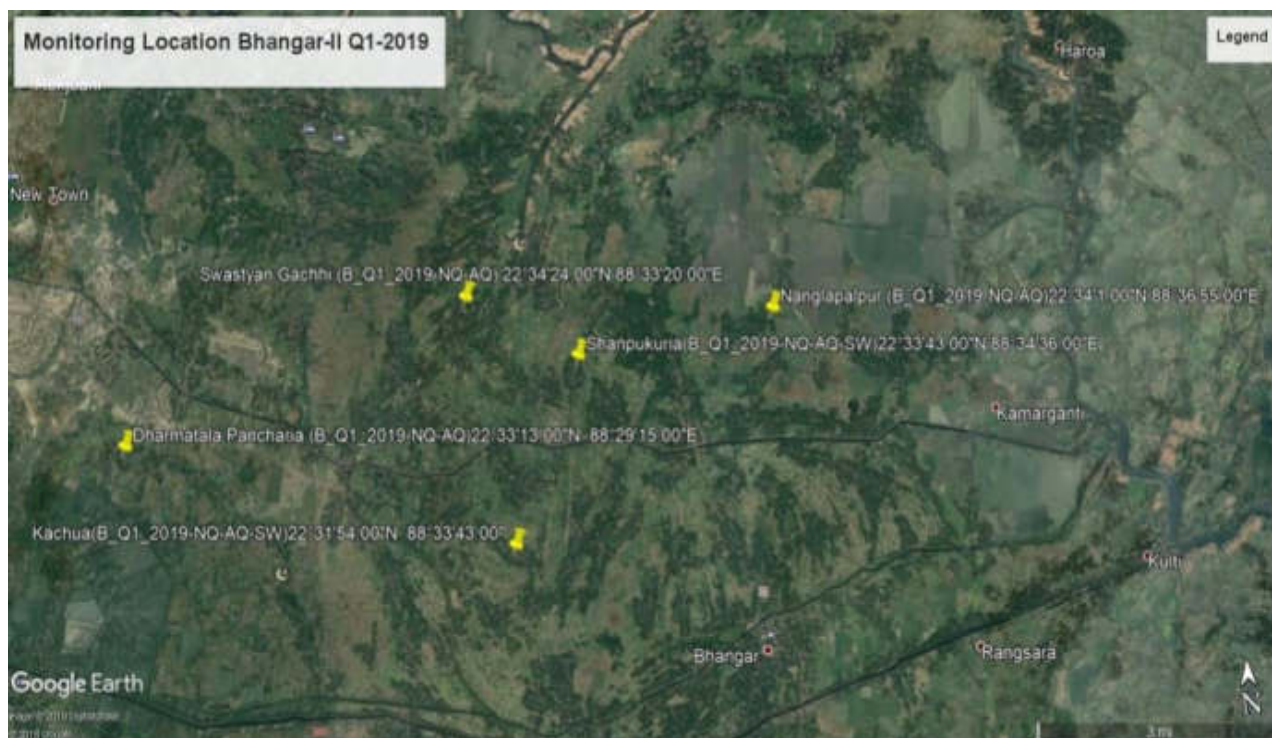 Monitoring Location Bhangar-II Q1-2019
Legend
Haroa
New Town
Swastyan Gachhi (B_Q1_2019-NQ-AQ) 22°34'24.00"N 88°33'20.00"E
Nanglapalpur (B_Q1_2019-NQ-AQ)22°34'1.00"N 88°36'55.00"E
Shanpukuria(B_Q1_2019-NQ-AQ-SW)22°33'43.00"N 88°34'36.00"E
Kamarganti
Dharmatala Pancharia (B_Q1_2019-NQ-AQ)22°33'13.00"N 88°29'15.00"E
Kachua(B_Q1_2019-NQ-AQ-SW)22°31'54.00"N 88°33'43.00"
Kulti
Bhangar
Rangsara
Google Earth
N
3 mi